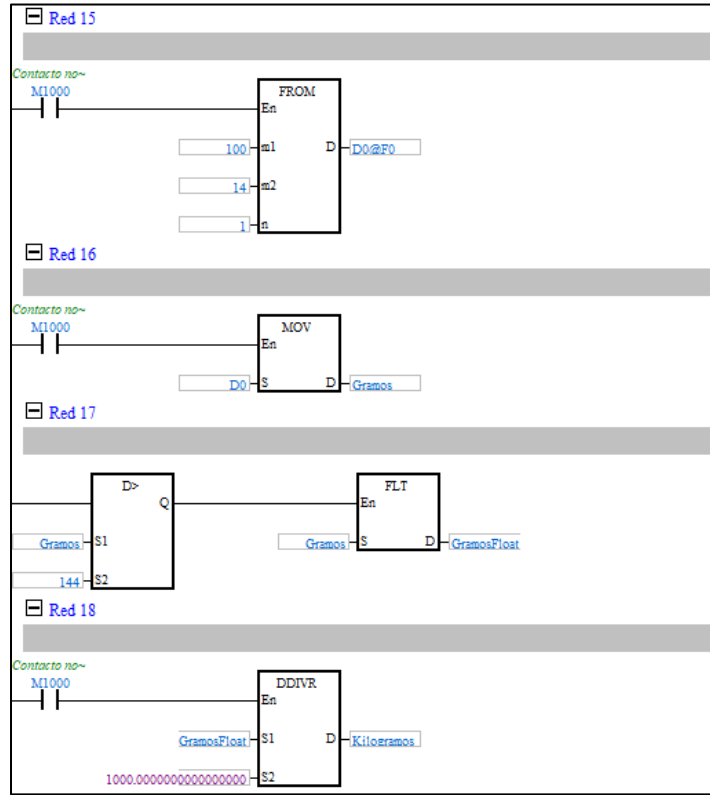 Red 15
Contacto no~
M1000
FROM
En
100 m1 D D0@F0
14 m2
1 n
Red 16
Contacto no~
M1000
MOV
En
D0 S D Gramos
Red 17
D> FLT
Q En
Gramos S1 Gramos S D GramosFloat
144 S2
Red 18
Contacto no~
M1000
DDIVR
En
GramosFloat S1 D Kilogramos
1000.0000000000000000 S2